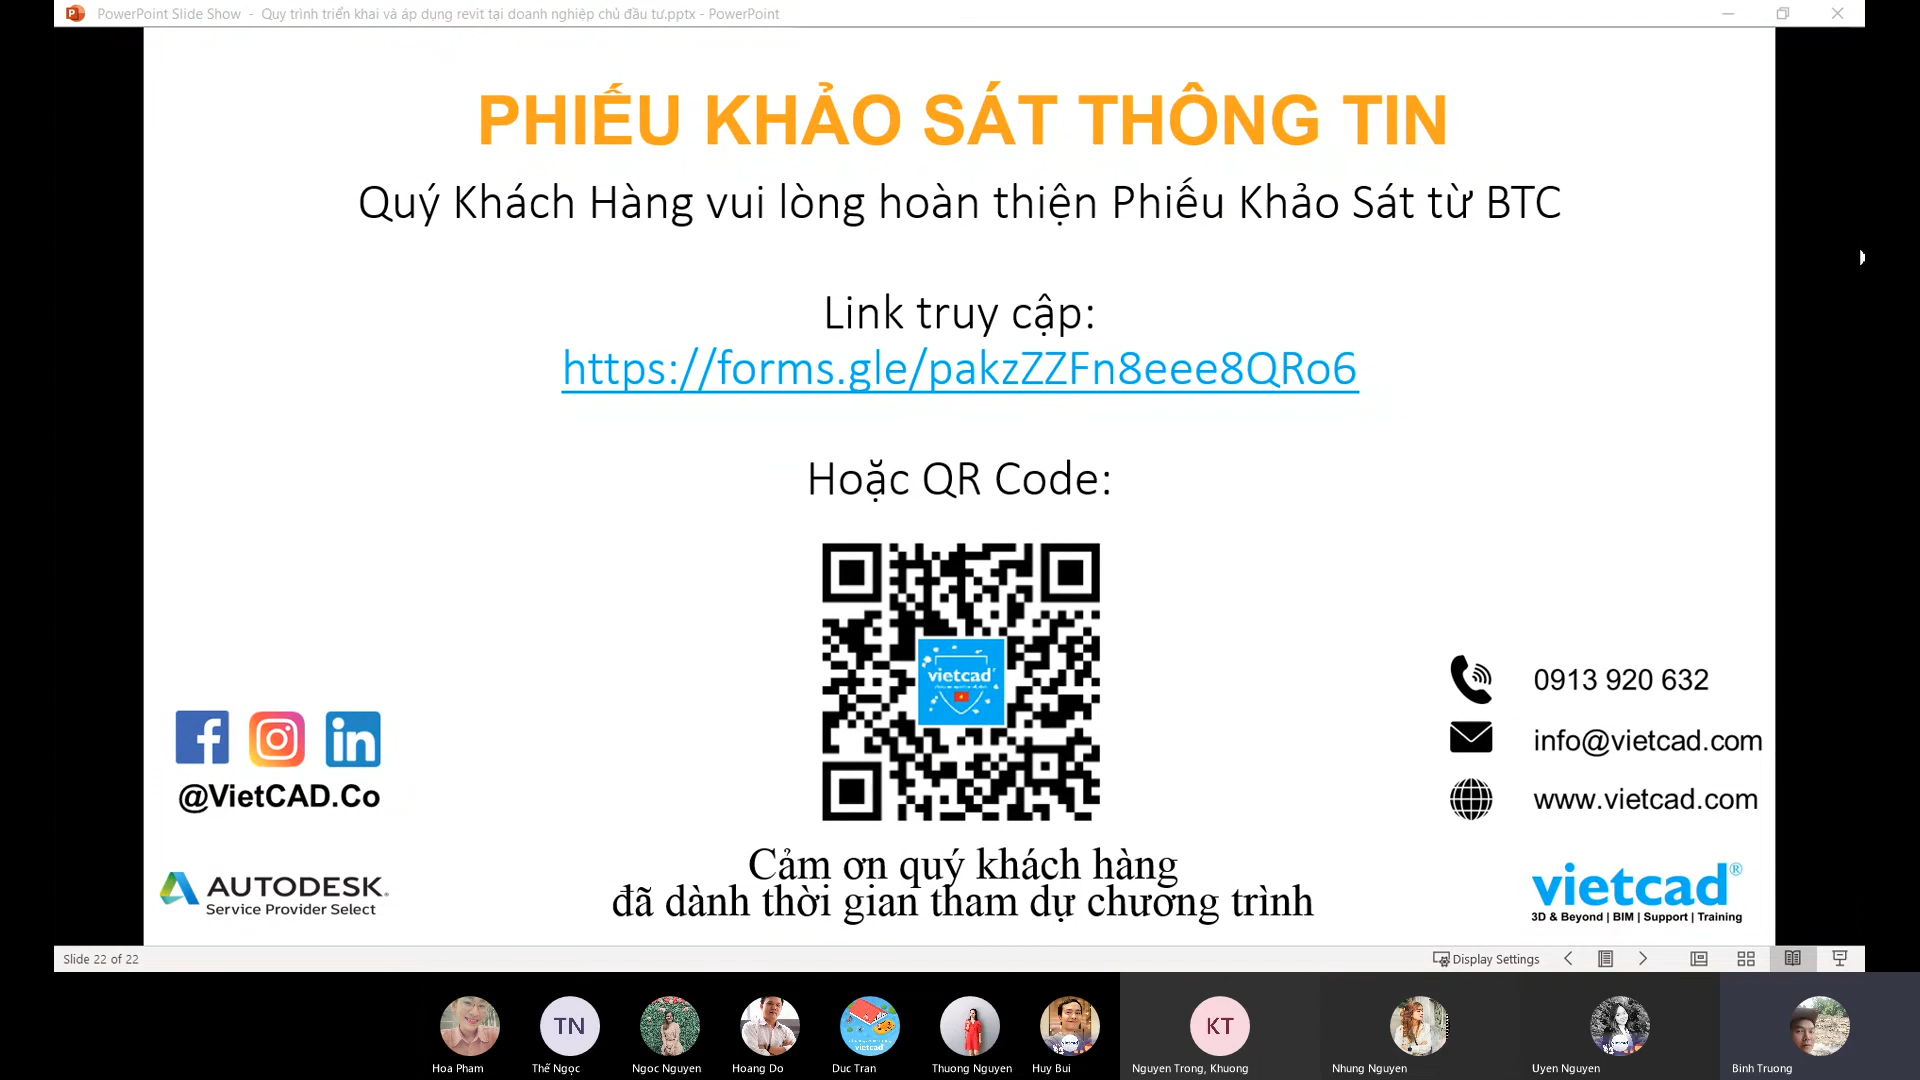 PowerPoint Slide Show - Quy trình triển khai và áp dụng revit tại doanh nghiệp chủ đầu tư.pptx - PowerPoint
PHIẾU KHẢO SÁT THÔNG TIN
Quý Khách Hàng vui lòng hoàn thiện Phiếu Khảo Sát từ BTC
Link truy cập:
https://forms.gle/pakzZZFn8eee8QRo6
Hoặc QR Code:
vietcad
0913 920 632
info@vietcad.com
www.vietcad.com
@VietCAD.Co
AUTODESK
Service Provider Select
Cảm ơn quý khách hàng
đã dành thời gian tham dự chương trình
vietcad®
3D & Beyond | BIM | Support | Training
Slide 22 of 22
Display Settings
TN
vietcad
KT
Hoa Pham
Thế Ngọc
Ngoc Nguyen
Hoang Do
Duc Tran
Thuong Nguyen
Huy Bui
Nguyen Trong, Khuong
Nhung Nguyen
Uyen Nguyen
Binh Truong